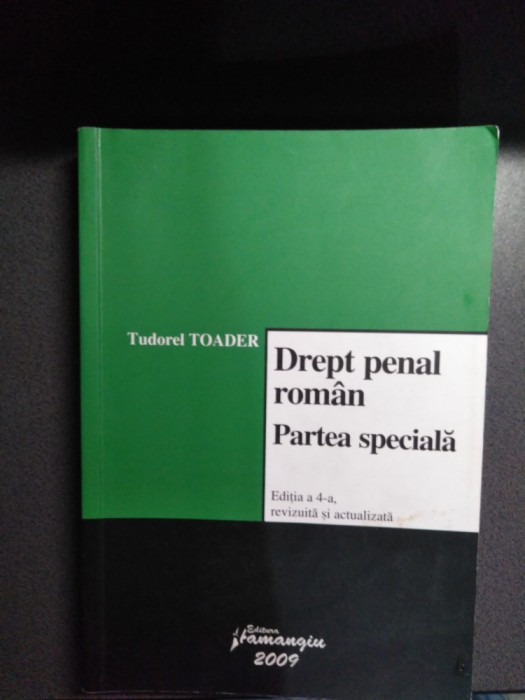 Tudorel TOADER
Drept penal
român
Partea specială
Ediția a 4-a,
revizuită și actualizată
Editura
Hamangiu
2009